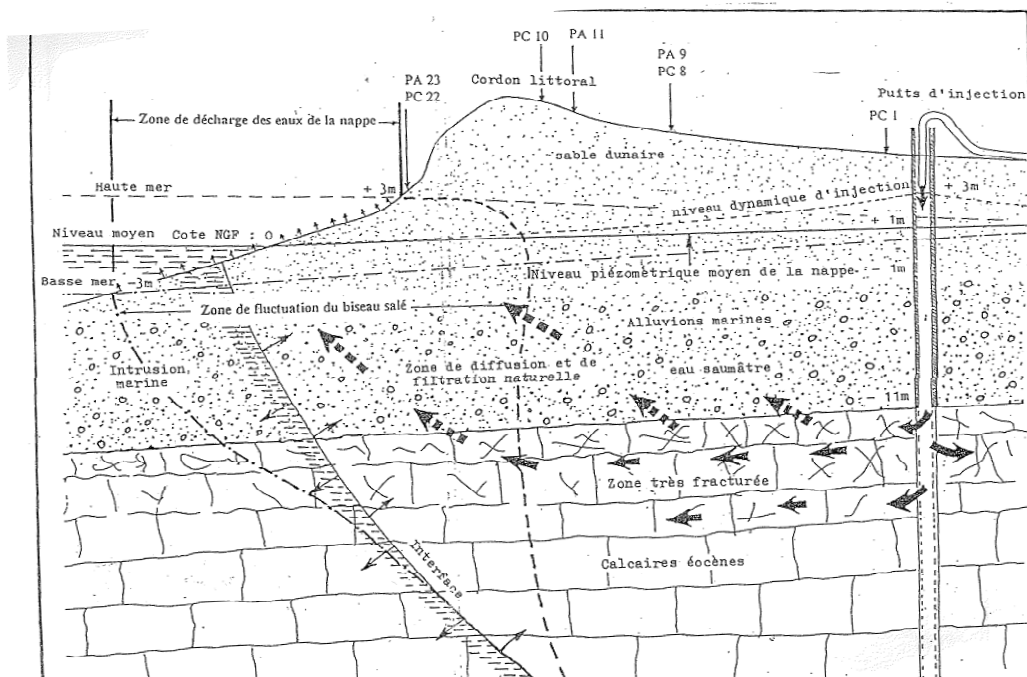 PC 10
PA 11
PA 9
PC 8
PA 23
PC 22
Cordon littoral
Puits d'injection
PC 1
Zone de décharge des eaux de la nappe
sable dunaire
Haute mer
+ 3m
niveau dynamique d'injection
+ 3m
+ 1m
Niveau moyen Cote NGF : 0
Basse mer -3m
Niveau piézométrique moyen de la nappe
- 1m
Zone de fluctuation du biseau salé
Alluvions marines
Intrusion
marine
Zone de diffusion et de
filtration naturelle
eau saumâtre
- 11m
Zone très fracturée
Interface
Calcaires éocènes